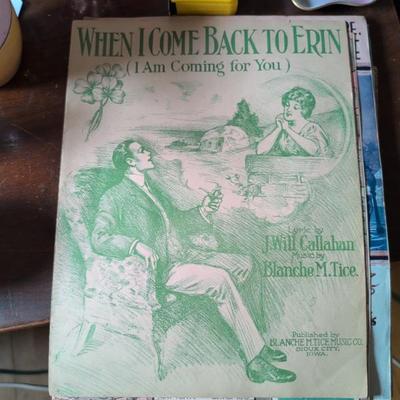 WHEN I COME BACK TO ERIN
(I Am Coming for You)
Lyric by
J. Will Callahan
Music by
Blanche M. Tice.
Published by
BLANCHE M. TICE MUSIC CO.
SIOUX CITY,
IOWA.